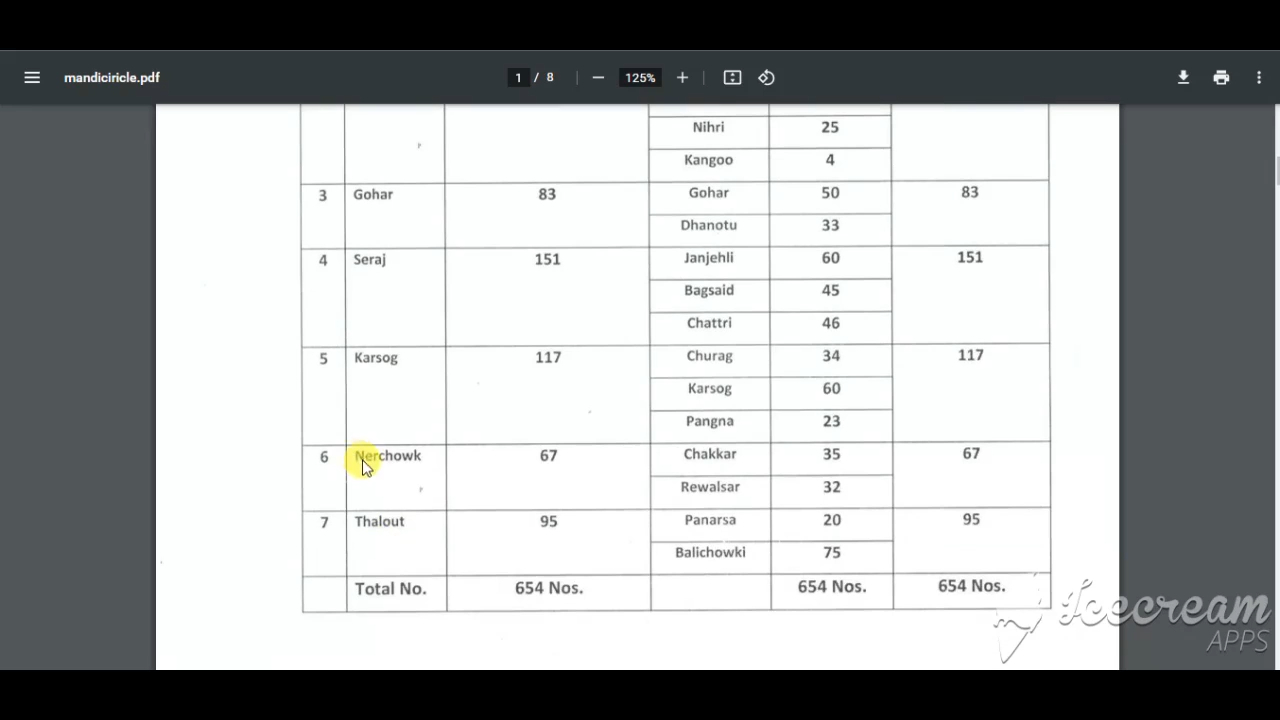 mandiciricle.pdf 1 / 8 125%
Nihri 25
Kangoo 4
3 Gohar 83 Gohar 50 83
Dhanotu 33
4 Seraj 151 Janjehli 60 151
Bagsaid 45
Chattri 46
5 Karsog 117 Churag 34 117
Karsog 60
Pangna 23
6 Nerchowk 67 Chakkar 35 67
Rewalsar 32
7 Thalout 95 Panarsa 20 95
Balichowki 75
Total No. 654 Nos. 654 Nos. 654 Nos.
Icecream
APPS